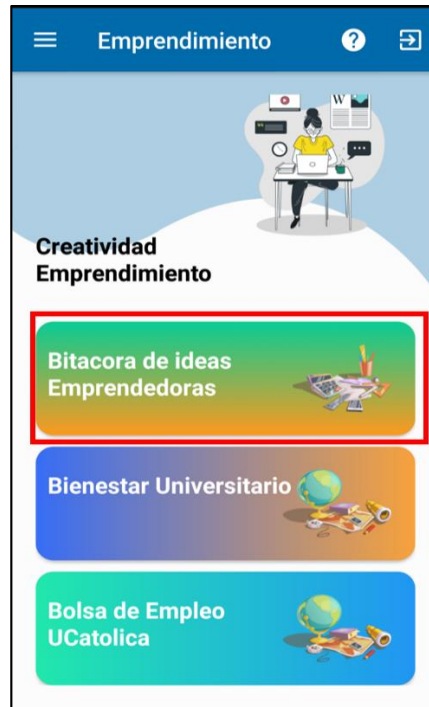 Emprendimiento
?
W
Creatividad
Emprendimiento
Bitacora de ideas
Emprendedoras
Bienestar Universitario
Bolsa de Empleo
UCatolica